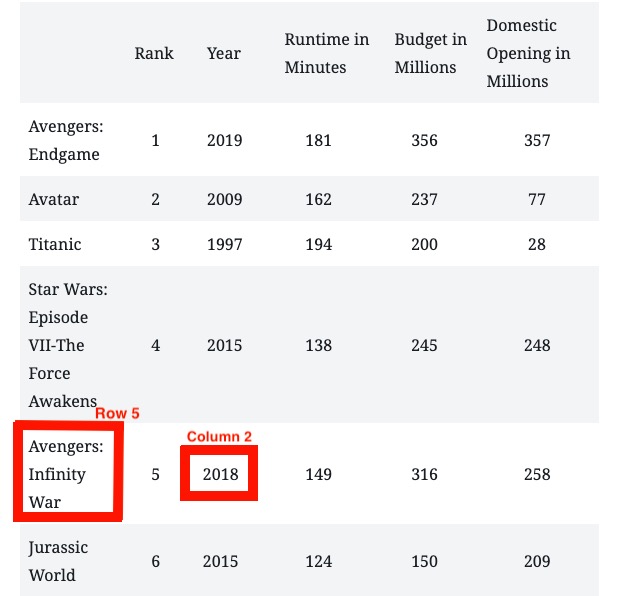 Rank Year Runtime in Minutes Budget in Millions Domestic Opening in Millions
Avengers: Endgame 1 2019 181 356 357
Avatar 2 2009 162 237 77
Titanic 3 1997 194 200 28
Star Wars: Episode VII-The Force Awakens 4 2015 138 245 248
Row 5
Column 2
Avengers: Infinity War 5 2018 149 316 258
Jurassic World 6 2015 124 150 209